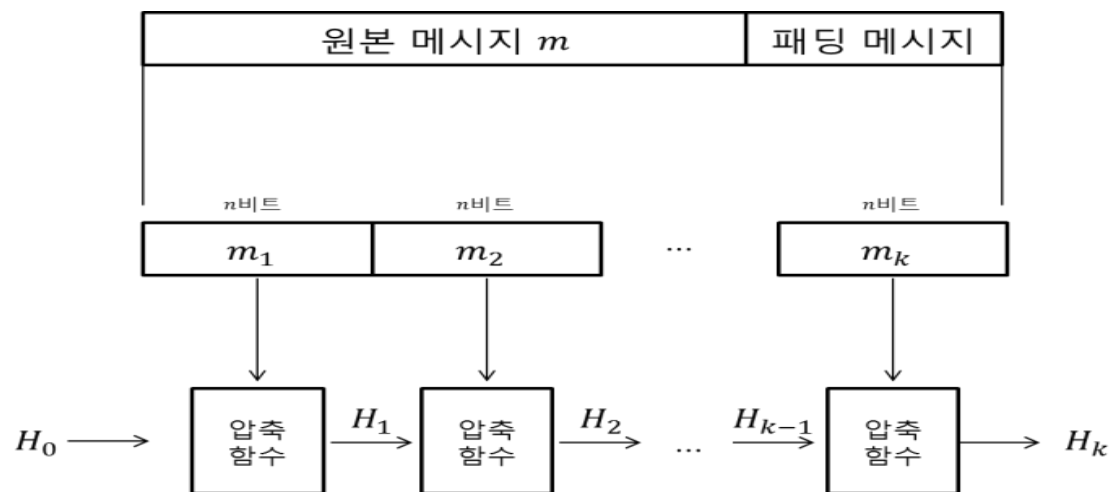 원본 메시지 m 패딩 메시지
n비트 n비트 n비트
m₁ m₂ ... mₖ
H₀ 압축 함수 H₁ 압축 함수 H₂ ... Hₖ₋₁ 압축 함수 Hₖ